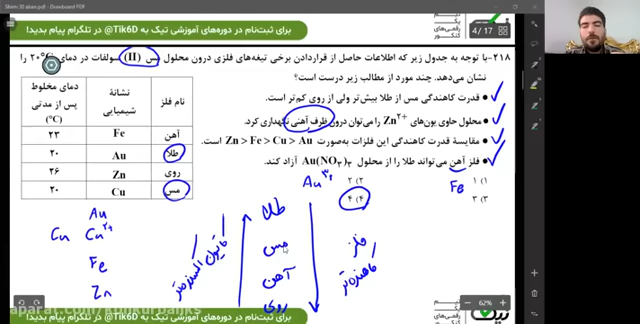 برای ثبت‌نام در دوره‌های آموزشی تیک به @Tik6D در تلگرام پیام بدید!
4 / 17
۲۱۸- با توجه به جدول زیر که اطلاعات حاصل از قراردادن برخی تیغه‌های فلزی درون محلول مس (II) سولفات در دمای ۲۰°C را
نشان می‌دهد. چند مورد از مطالب زیر درست است؟
• قدرت کاهندگی مس از طلا بیش‌تر ولی از روی کم‌تر است.
• محلول حاوی یون‌های Zn²⁺ را می‌توان درون ظرف آهنی نگهداری کرد.
• مقایسهٔ قدرت کاهندگی این فلزات به‌صورت Zn > Fe > Cu > Au است.
• فلز آهن می‌تواند طلا را از محلول Au(NO₃)₃ آزاد کند.
۱) ۱
۲) ۲
۳) ۳
۴) ۴
نام فلز نشانهٔ شیمیایی دمای مخلوط پس از مدتی (°C)
آهن Fe ۲۳
طلا Au ۲۰
روی Zn ۲۶
مس Cu ۲۰
Fe
Au³⁺
Au
Cu Cu²⁺
Fe
Zn
طلا
مس
آهن
روی
فلز
کاهنده‌تر
کاتیون اکسنده‌تر
برای ثبت‌نام در دوره‌های آموزشی تیک به @Tik6D در تلگرام پیام بدید!
62%
aparat.com/konkurbanks